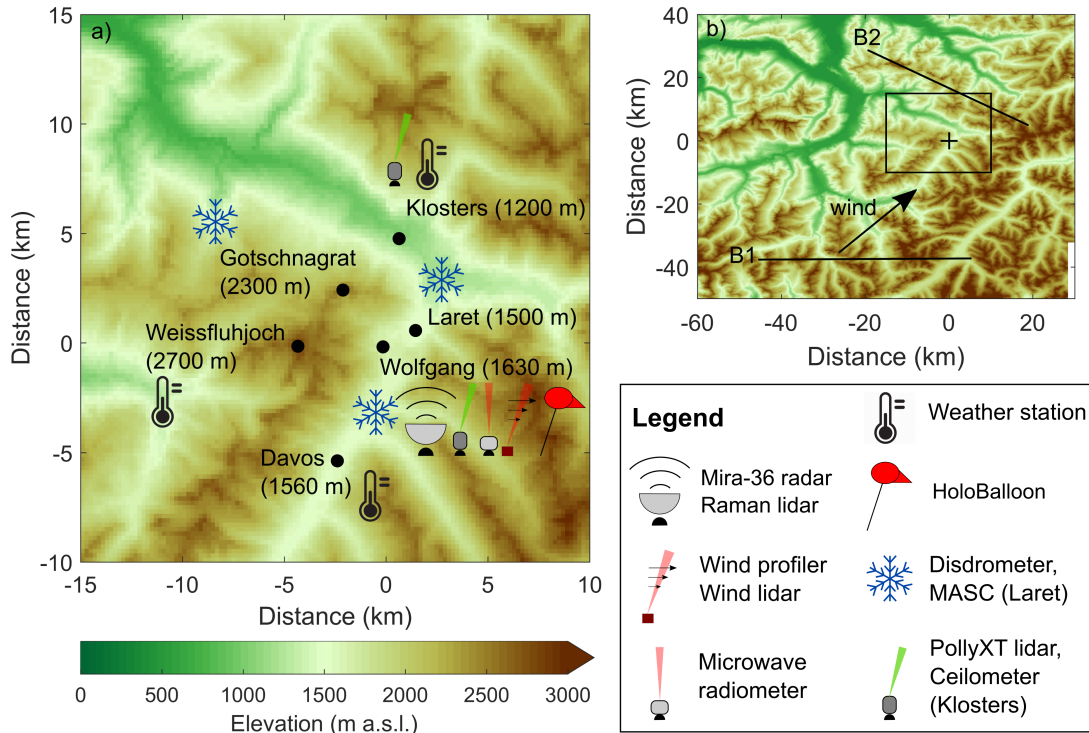 a)
15
10
5
0
-5
-10
Distance (km)
-15
-10
-5
0
5
10
Distance (km)
Klosters (1200 m)
Gotschnagrat
(2300 m)
Laret (1500 m)
Weissfluhjoch
(2700 m)
Wolfgang (1630 m)
Davos
(1560 m)
0
500
1000
1500
2000
2500
3000
Elevation (m a.s.l.)
b)
40
20
0
-20
-40
Distance (km)
B2
wind
B1
-60
-40
-20
0
20
Distance (km)
Legend
Weather station
Mira-36 radar
Raman lidar
HoloBalloon
Wind profiler
Wind lidar
Disdrometer,
MASC (Laret)
Microwave
radiometer
PollyXT lidar,
Ceilometer
(Klosters)